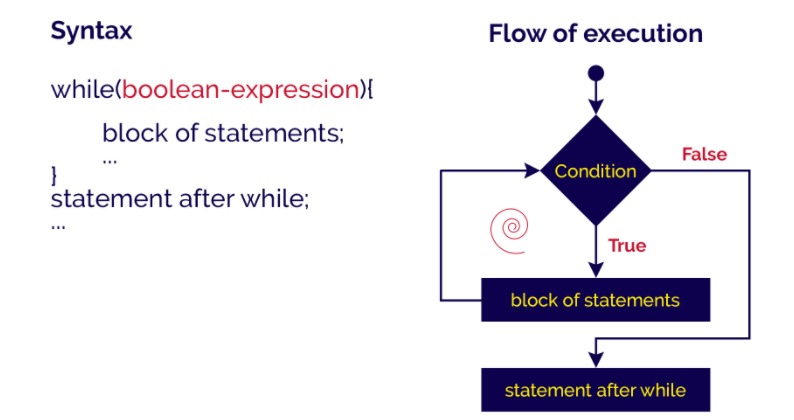 Syntax
while(boolean-expression){
block of statements;
...
}
statement after while;
...
Flow of execution
Condition
False
True
block of statements
statement after while